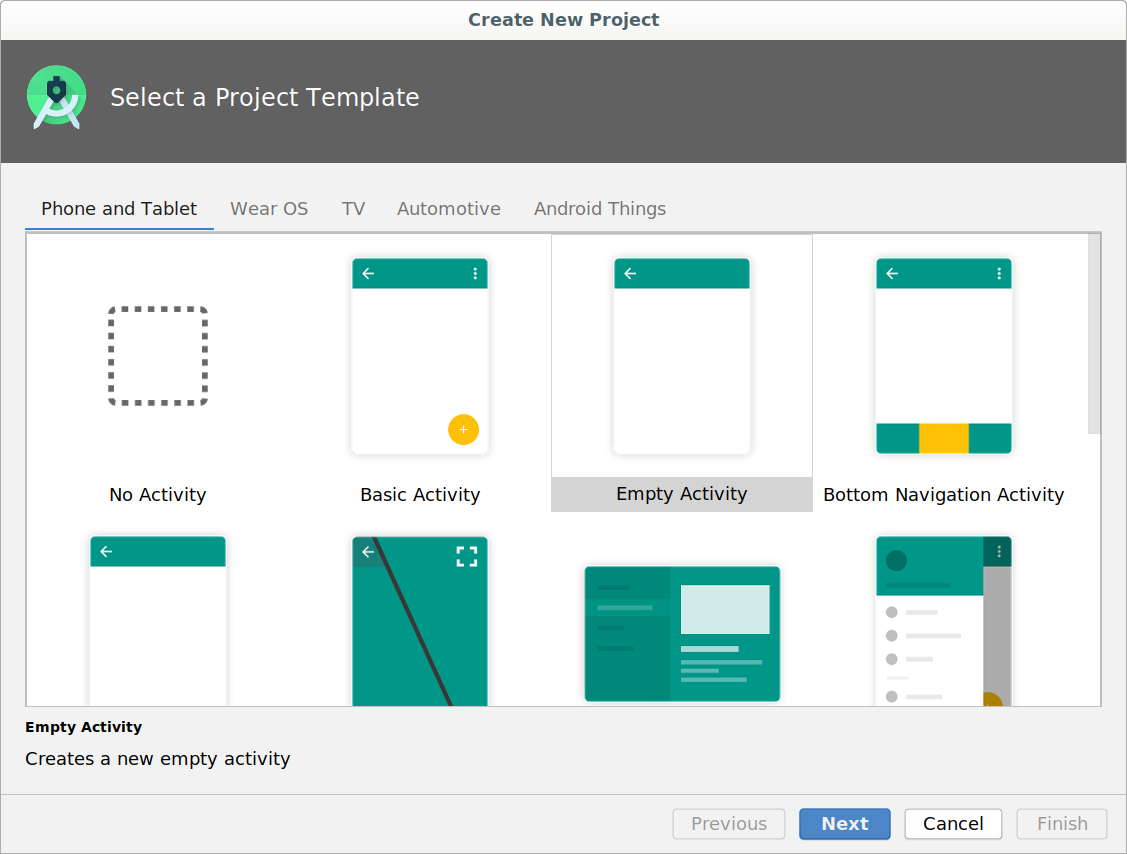 Create New Project
Select a Project Template
Phone and Tablet Wear OS TV Automotive Android Things
No Activity Basic Activity Empty Activity Bottom Navigation Activity
Empty Activity
Creates a new empty activity
Previous Next Cancel Finish